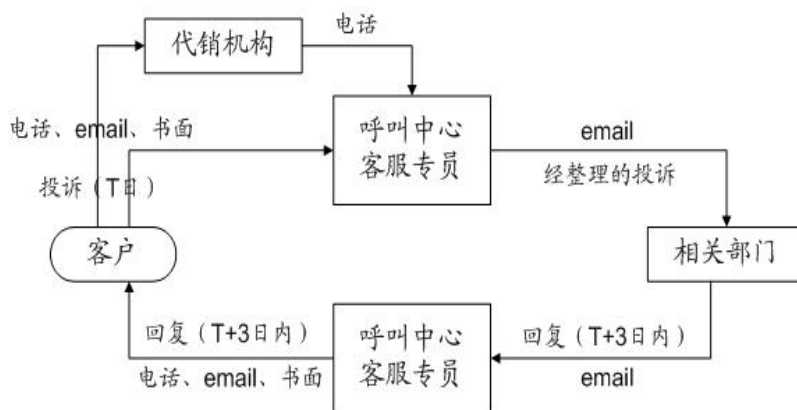 代销机构
电话
电话、email、书面
呼叫中心
客服专员
email
经整理的投诉
投诉（T日）
客户
相关部门
回复（T+3日内）
电话、email、书面
呼叫中心
客服专员
回复（T+3日内）
email